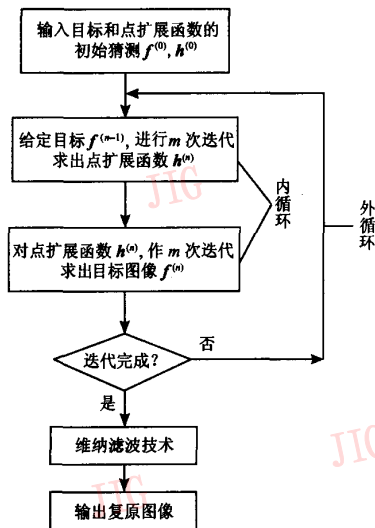 输入目标和点扩展函数的
初始猜测 f⁽⁰⁾, h⁽⁰⁾
给定目标 f⁽ⁿ⁻¹⁾, 进行 m 次迭代
求出点扩展函数 h⁽ⁿ⁾
内循环
外循环
JIG
对点扩展函数 h⁽ⁿ⁾, 作 m 次迭代
求出目标图像 f⁽ⁿ⁾
迭代完成?
否
是
维纳滤波技术
JIG
JIG
输出复原图像